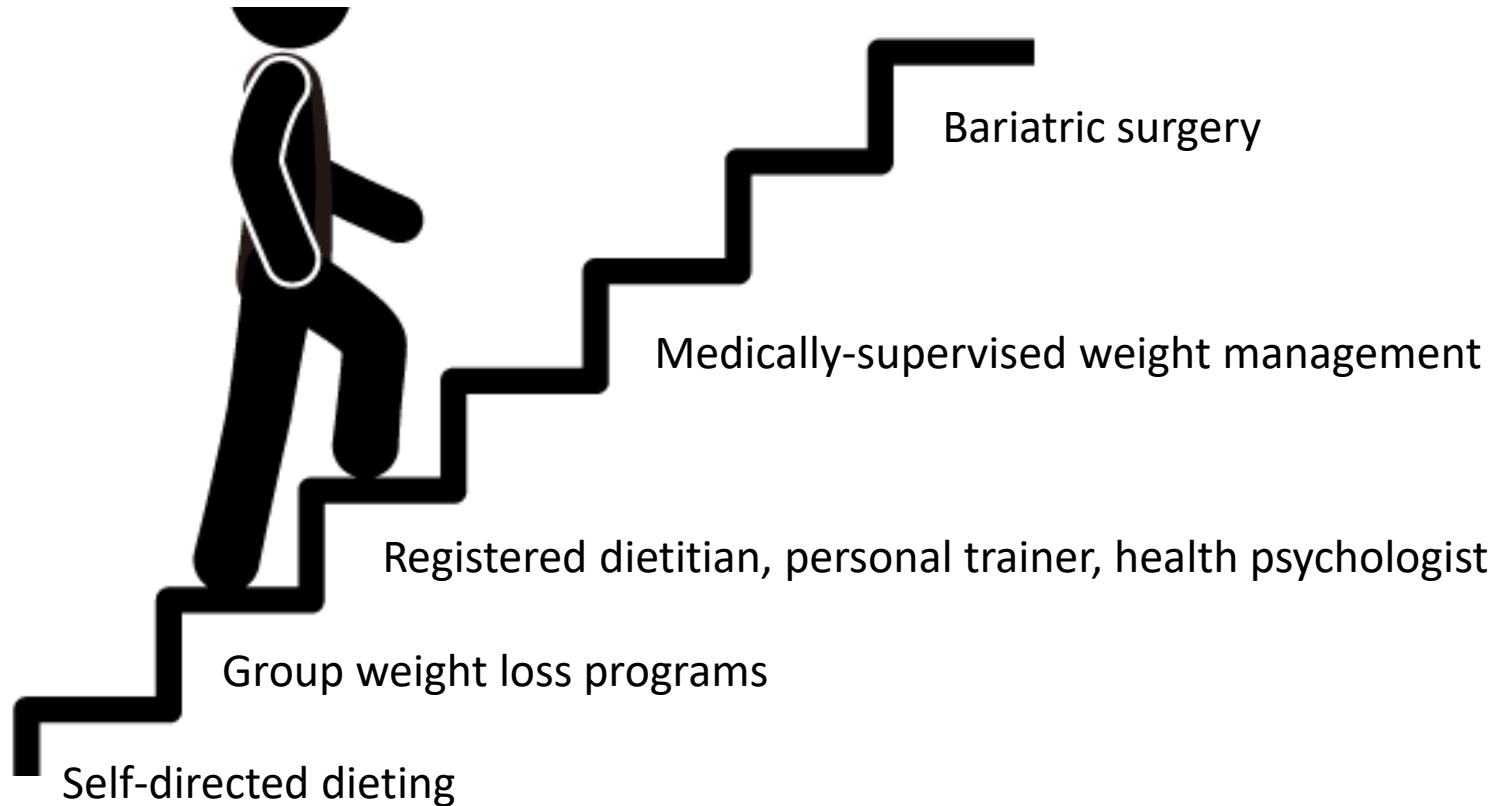 Bariatric surgery
Medically-supervised weight management
Registered dietitian, personal trainer, health psychologist
Group weight loss programs
Self-directed dieting